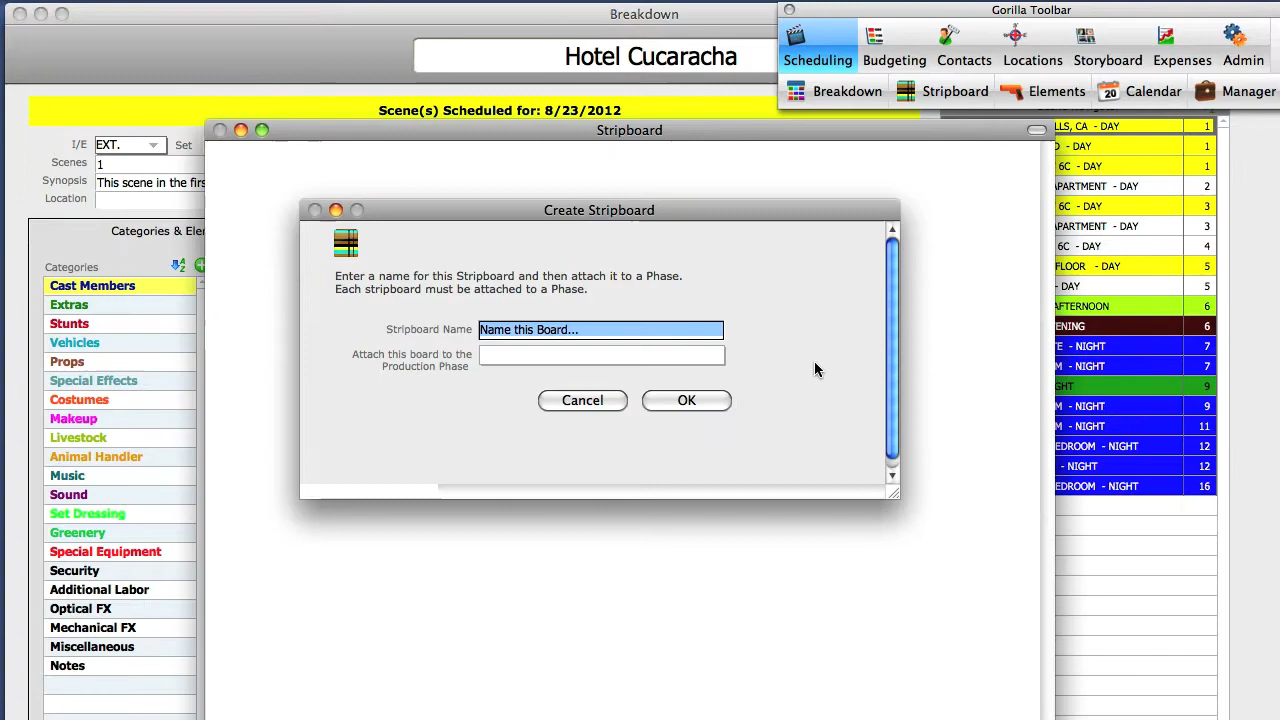 Breakdown
Gorilla Toolbar
Hotel Cucaracha
Scheduling Budgeting Contacts Locations Storyboard Expenses Admin
Breakdown Stripboard Elements 20 Calendar Manager
Scene(s) Scheduled for: 8/23/2012
I/E EXT. Set
Scenes 1
Synopsis This scene in the firs
Location
Stripboard
Create Stripboard
Enter a name for this Stripboard and then attach it to a Phase.
Each stripboard must be attached to a Phase.
Stripboard Name Name this Board...
Attach this board to the
Production Phase
Cancel OK
Categories & Ele
Categories
Cast Members
Extras
Stunts
Vehicles
Props
Special Effects
Costumes
Makeup
Livestock
Animal Handler
Music
Sound
Set Dressing
Greenery
Special Equipment
Security
Additional Labor
Optical FX
Mechanical FX
Miscellaneous
Notes
LLS, CA - DAY 1
- DAY 1
6C - DAY 1
APARTMENT - DAY 2
6C - DAY 3
APARTMENT - DAY 3
6C - DAY 4
FLOOR - DAY 5
- DAY 5
AFTERNOON 6
ENING 6
TE - NIGHT 7
M - NIGHT 7
GHT 9
M - NIGHT 9
M - NIGHT 11
BEDROOM - NIGHT 12
- NIGHT 12
BEDROOM - NIGHT 16